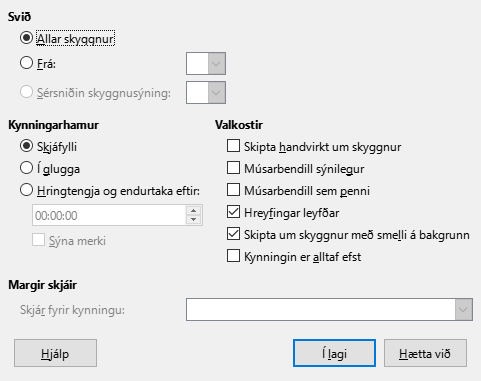 Svið
Allar skyggnur
Frá:
Sérsniðin skyggnusýning:
Kynningarhamur
Skjáfylli
Í glugga
Hringtengja og endurtaka eftir:
00:00:00
Sýna merki
Valkostir
Skipta handvirkt um skyggnur
Músarbendill sýnilegur
Músarbendill sem penni
Hreyfingar leyfðar
Skipta um skyggnur með smelli á bakgrunn
Kynningin er alltaf efst
Margir skjáir
Skjár fyrir kynningu:
Hjálp
Í lagi
Hætta við